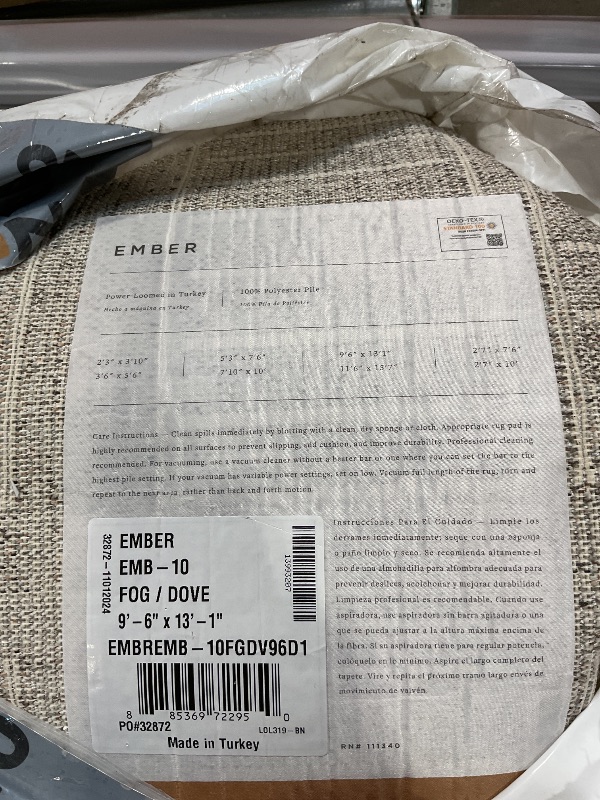 EMBER
OEKO-TEX®
STANDARD 100
Power-Loomed in Turkey
Hecho a máquina en Turkey
100% Polyester Pile
100% Pila de Poliéster
2'3" x 3'10"
3'6" x 5'6"
5'3" x 7'6"
7'10" x 10'
9'6" x 13'1"
11'6" x 15'7"
2'7" x 7'6"
2'7" x 10'
Care Instructions — Clean spills immediately by blotting with a clean, dry sponge or cloth. Appropriate rug pad is
highly recommended on all surfaces to prevent slipping, add cushion, and improve durability. Professional cleaning
recommended. For vacuuming, use a vacuum cleaner without a beater bar or one where you can set the bar to the
highest pile setting. If your vacuum has variable power settings, set on low. Vacuum full length of the rug, turn and
repeat to the next area, rather than back and forth motion.
Instrucciones Para El Cuidado — Limpie los
derrames inmediatamente; seque con una esponja
o paño limpio y seco. Se recomienda altamente el
uso de una almohadilla para alfombra adecuada para
prevenir deslices, acolchonar y mejorar durabilidad.
Limpieza profesional es recomendable. Cuando use
aspiradora, use aspiradora sin barra agitadora o una
que se pueda ajustar a la altura máxima encima de
la fibra. Si su aspiradora tiene para regular potencia,
colóquelo en lo mínimo. Aspire el largo completo del
tapete. Vire y repita el próximo tramo largo envés de
movimiento de vaivén.
RN# 111340
32872-11012024
EMBER
EMB-10
FOG / DOVE
9'-6" x 13'-1"
EMBREMB-10FGDV96D1
13993207
8 85369 72295 0
PO#32872
LOL319-BN
Made in Turkey